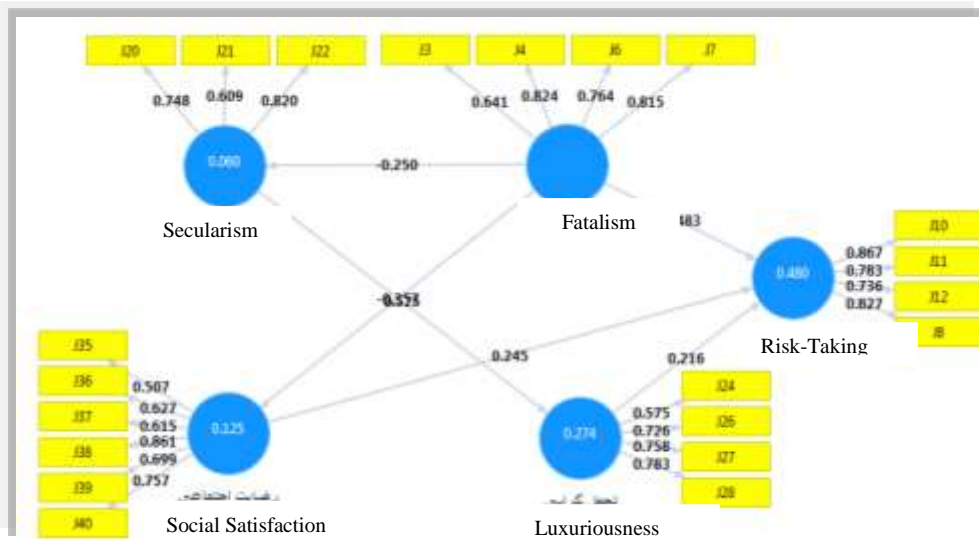 J20 J21 J22 J3 J4 J6 J7
0.748 0.609 0.820 0.641 0.824 0.764 0.815
0.060 -0.250
Secularism Fatalism
.483
J10
0.867
J11
0.783
0.480
0.736
J12
0.827
J8
Risk-Taking
0.245 0.216
J35
0.507
J36
0.627
J37
0.615
0.861
J38
0.699
J39
0.757
J40
0.125
Social Satisfaction
J24
0.575
J26
0.726
0.758
J27
0.783
J28
0.274
Luxuriousness